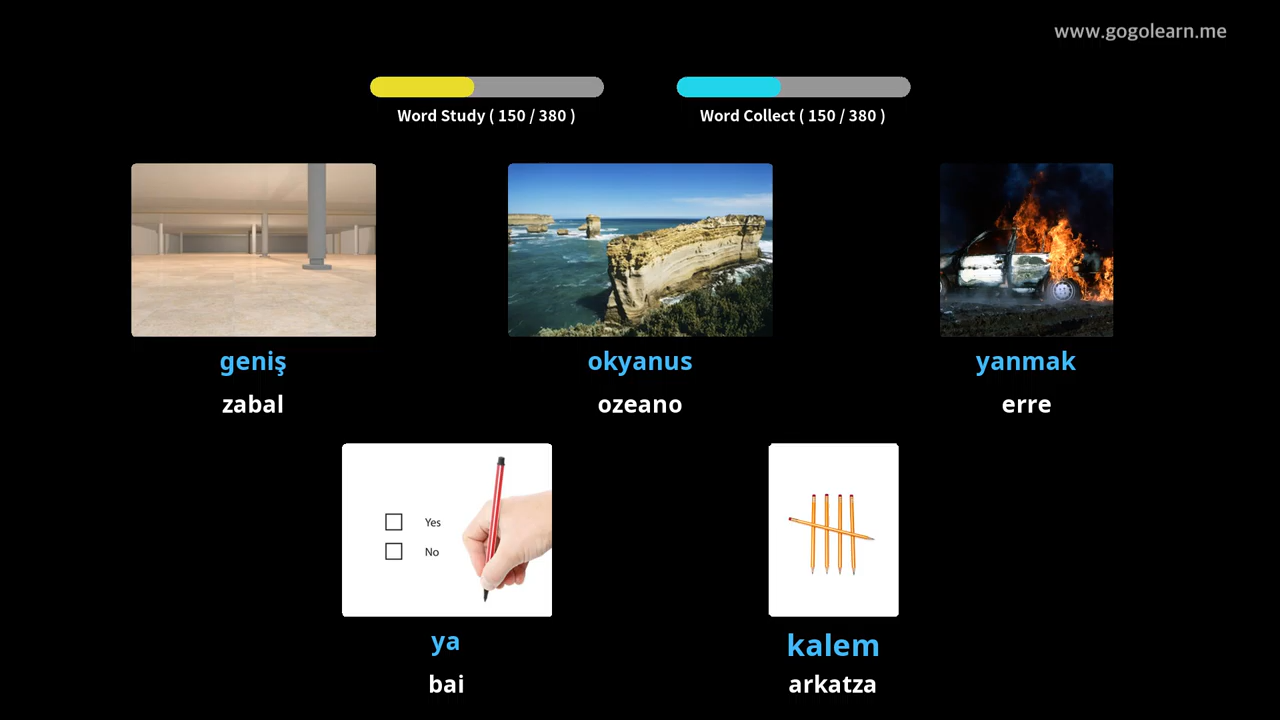 www.gogolearn.me
Word Study ( 150 / 380 )
Word Collect ( 150 / 380 )
geniş
okyanus
yanmak
zabal
ozeano
erre
Yes
No
ya
kalem
bai
arkatza